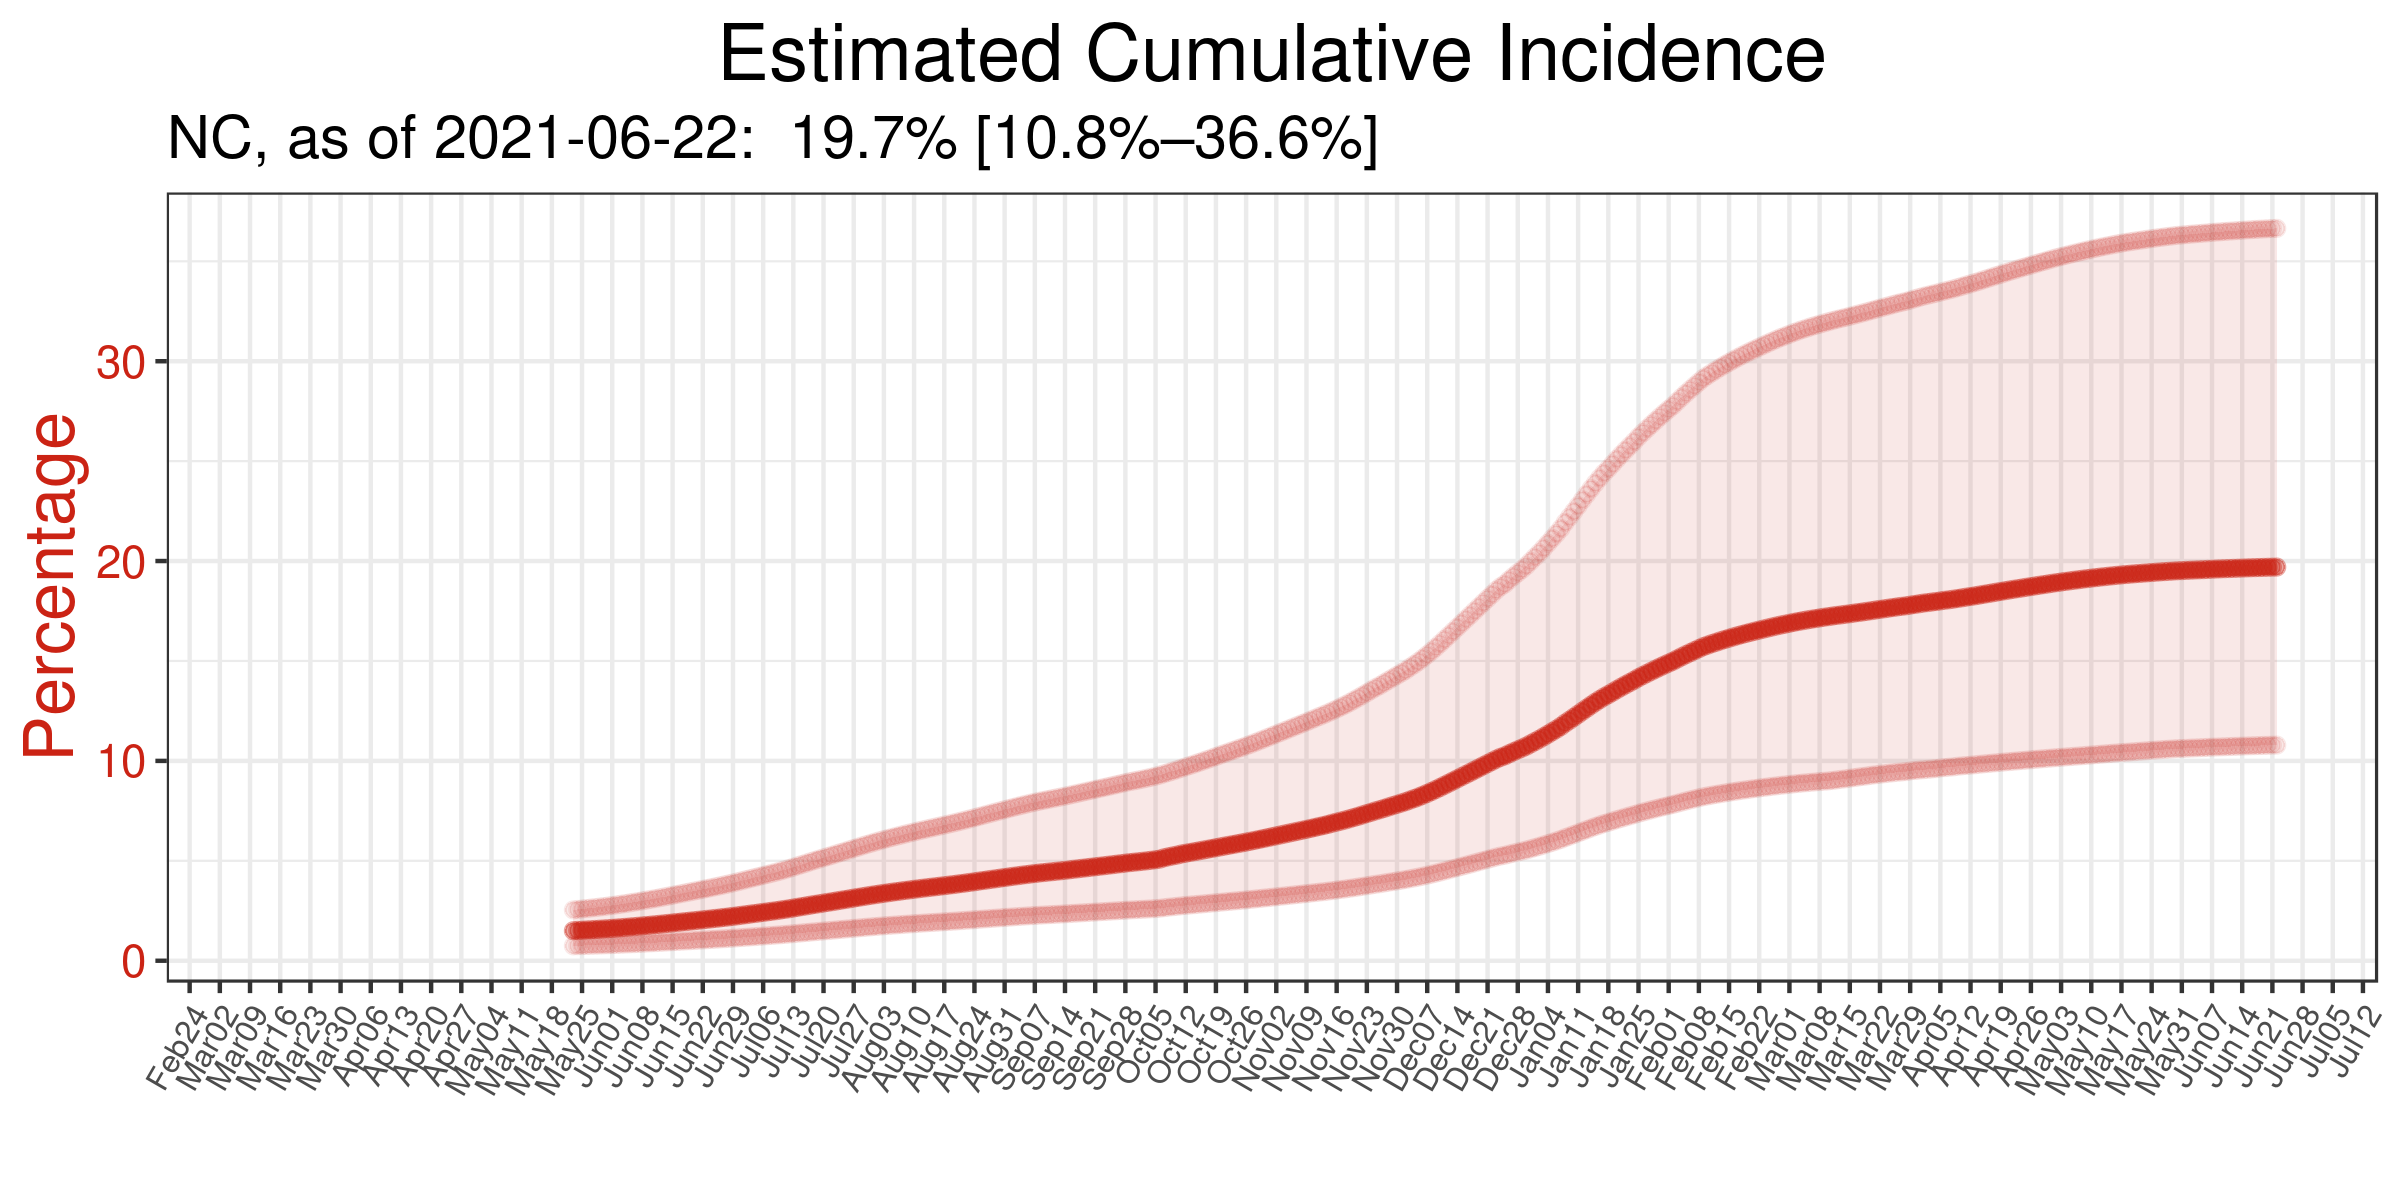 Estimated Cumulative Incidence
NC, as of 2021-06-22: 19.7% [10.8%–36.6%]
Percentage
30
20
10
0
Feb24
Mar02
Mar09
Mar16
Mar23
Mar30
Apr06
Apr13
Apr20
Apr27
May04
May11
May18
May25
Jun01
Jun08
Jun15
Jun22
Jun29
Jul06
Jul13
Jul20
Jul27
Aug03
Aug10
Aug17
Aug24
Aug31
Sep07
Sep14
Sep21
Sep28
Oct05
Oct12
Oct19
Oct26
Nov02
Nov09
Nov16
Nov23
Nov30
Dec07
Dec14
Dec21
Dec28
Jan04
Jan11
Jan18
Jan25
Feb01
Feb08
Feb15
Feb22
Mar01
Mar08
Mar15
Mar22
Mar29
Apr05
Apr12
Apr19
Apr26
May03
May10
May17
May24
May31
Jun07
Jun14
Jun21
Jun28
Jul05
Jul12